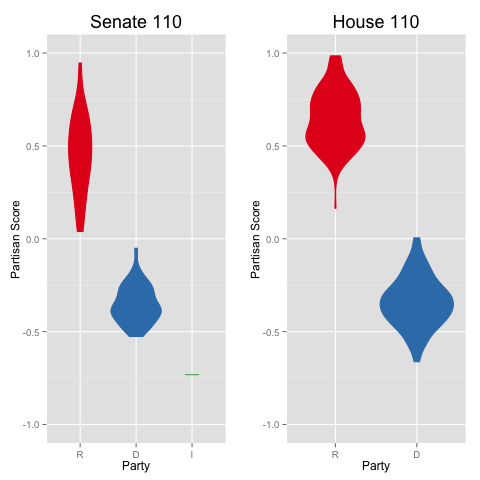 Senate 110
1.0
0.5
0.0
-0.5
-1.0
Partisan Score
R D I
Party
House 110
1.0
0.5
0.0
-0.5
-1.0
Partisan Score
R D
Party